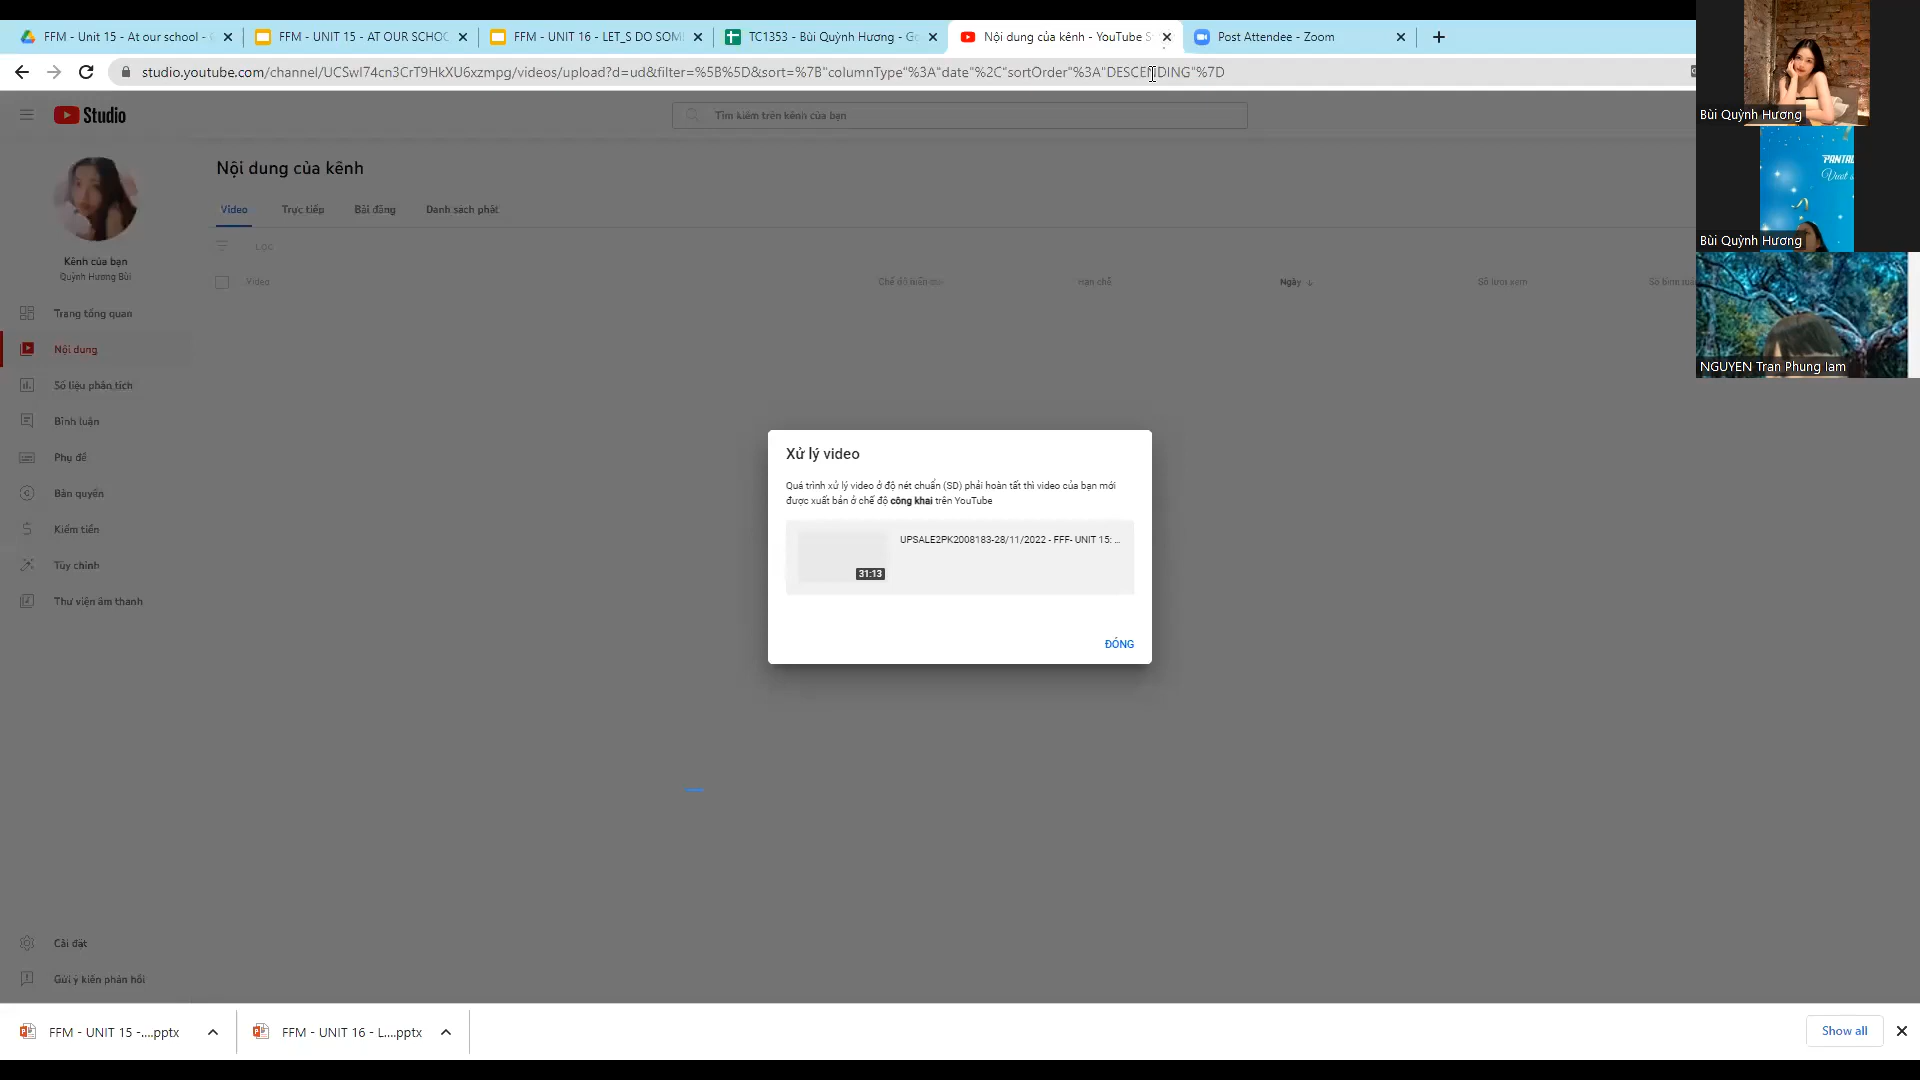 FFM - Unit 15 - At our school -
FFM - UNIT 15 - AT OUR SCHOO
FFM - UNIT 16 - LET_S DO SOM
TC1353 - Bùi Quỳnh Hương - Go
Nội dung của kênh - YouTube S
Post Attendee - Zoom
studio.youtube.com/channel/UCSwI74cn3CrT9HkXU6xzmpg/videos/upload?d=ud&filter=%5B%5D&sort=%7B"columnType"%3A"date"%2C"sortOrder"%3A"DESCENDING"%7D
Studio
Tìm kiếm trên kênh của bạn
Bùi Quỳnh Hương
PANTAC
Vượt
Bùi Quỳnh Hương
NGUYEN Tran Phung lam
Nội dung của kênh
Video
Trực tiếp
Bài đăng
Danh sách phát
LỌC
Video
Chế độ hiển
Hạn chế
Ngày
Số lượt xem
Số bình luận
Kênh của bạn
Quỳnh Hương Bùi
Trang tổng quan
Nội dung
Số liệu phân tích
Bình luận
Phụ đề
Bản quyền
Kiếm tiền
Tùy chỉnh
Thư viện âm thanh
Cài đặt
Gửi ý kiến phản hồi
Xử lý video
Quá trình xử lý video ở độ nét chuẩn (SD) phải hoàn tất thì video của bạn mới
được xuất bản ở chế độ công khai trên YouTube
UPSALE2PK2008183-28/11/2022 - FFF- UNIT 15: ...
31:13
ĐÓNG
FFM - UNIT 15 -....pptx
FFM - UNIT 16 - L....pptx
Show all